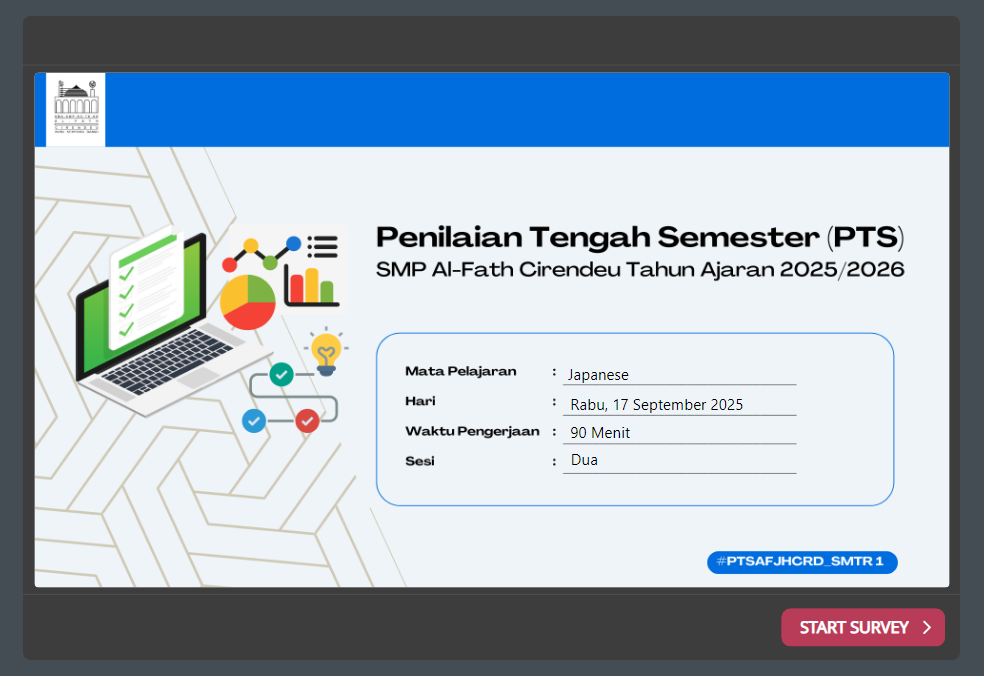 Penilaian Tengah Semester (PTS)
SMP Al-Fath Cirendeu Tahun Ajaran 2025/2026
Mata Pelajaran : Japanese
Hari : Rabu, 17 September 2025
Waktu Pengerjaan : 90 Menit
Sesi : Dua
#PTSAFJHCRD_SMTR 1
START SURVEY